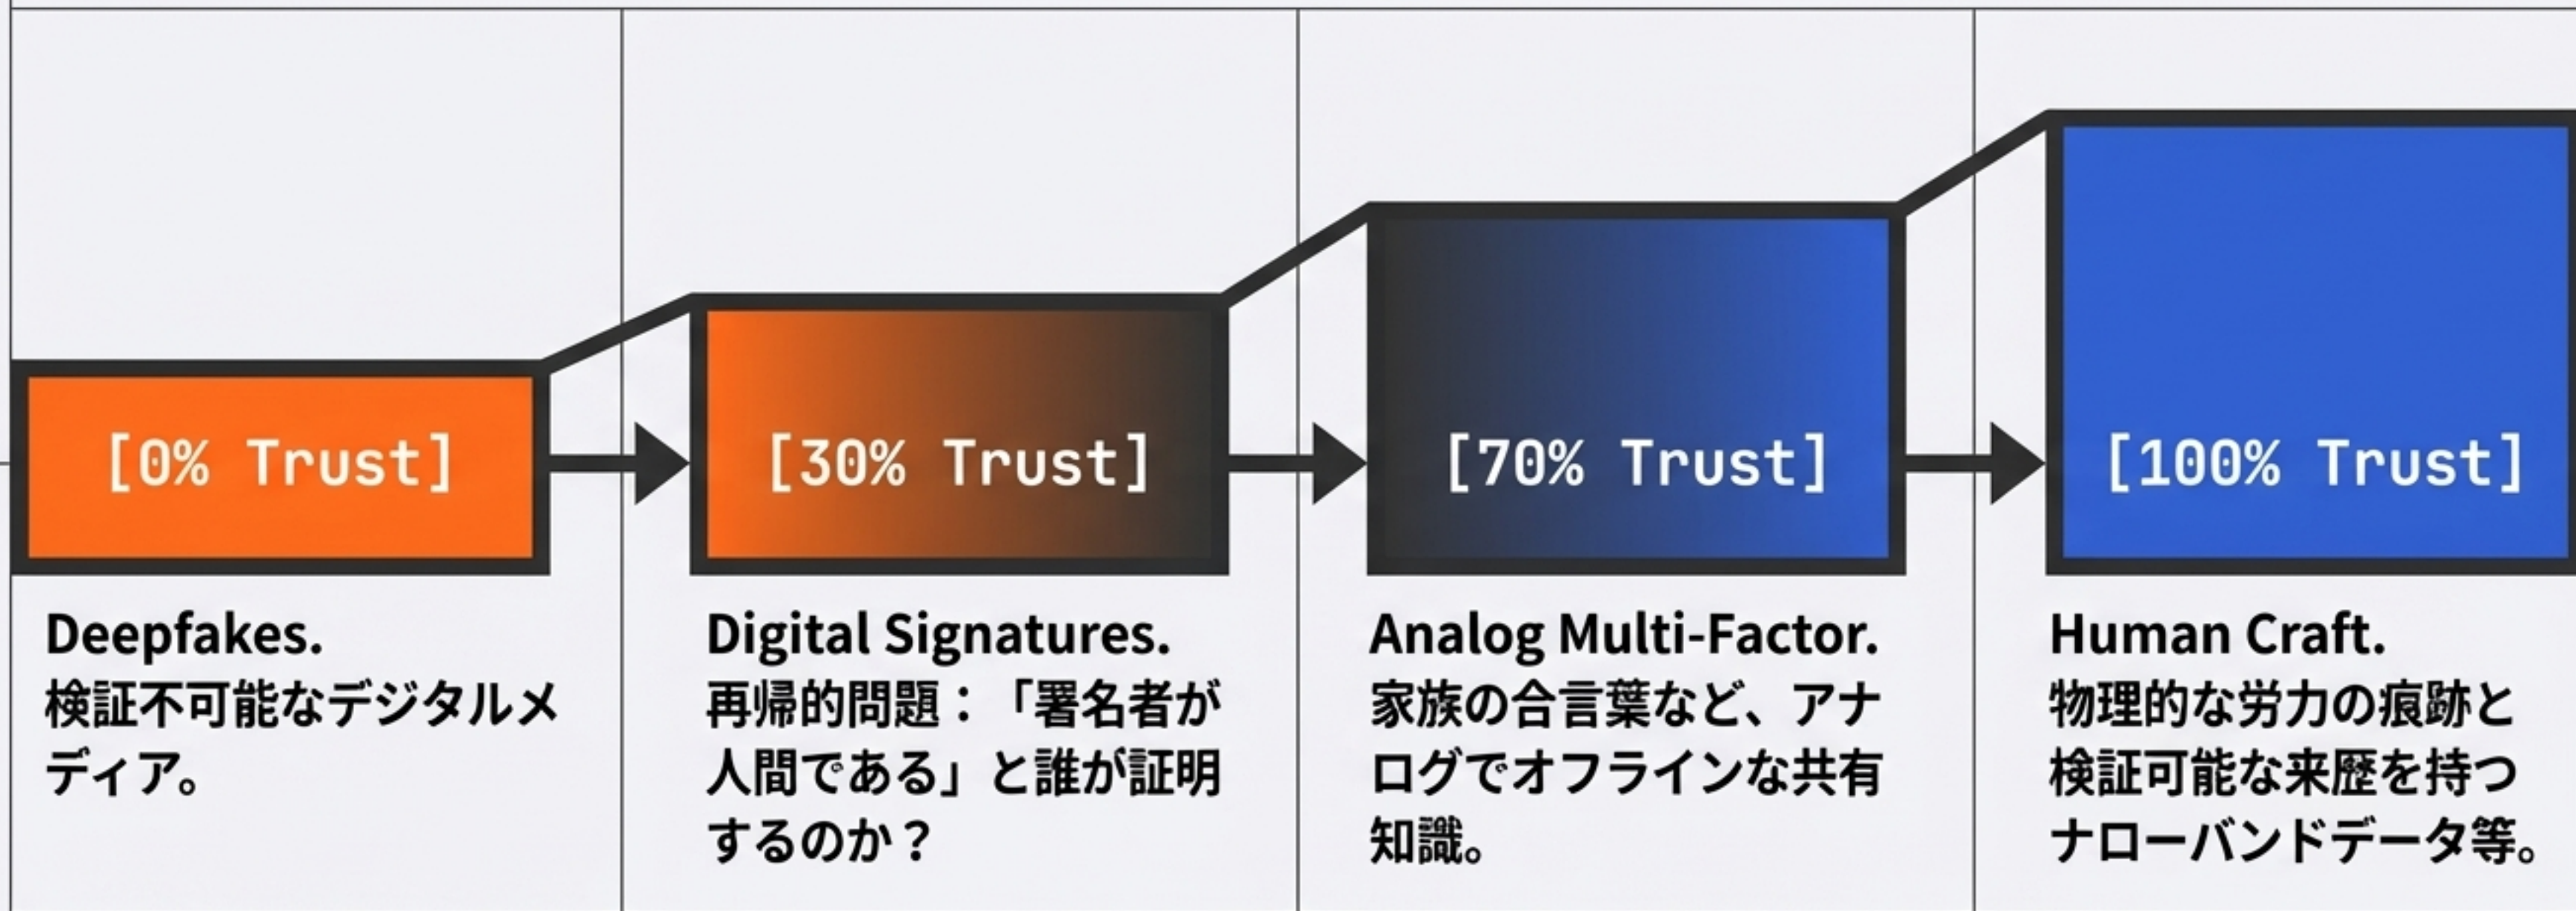 [0% Trust]
Deepfakes.
検証不可能なデジタルメ
ディア。
[30% Trust]
Digital Signatures.
再帰的問題：「署名者が
人間である」と誰が証明
するのか？
[70% Trust]
Analog Multi-Factor.
家族の合言葉など、アナ
ログでオフラインな共有
知識。
[100% Trust]
Human Craft.
物理的な労力の痕跡と
検証可能な来歴を持つ
ナローバンドデータ等。